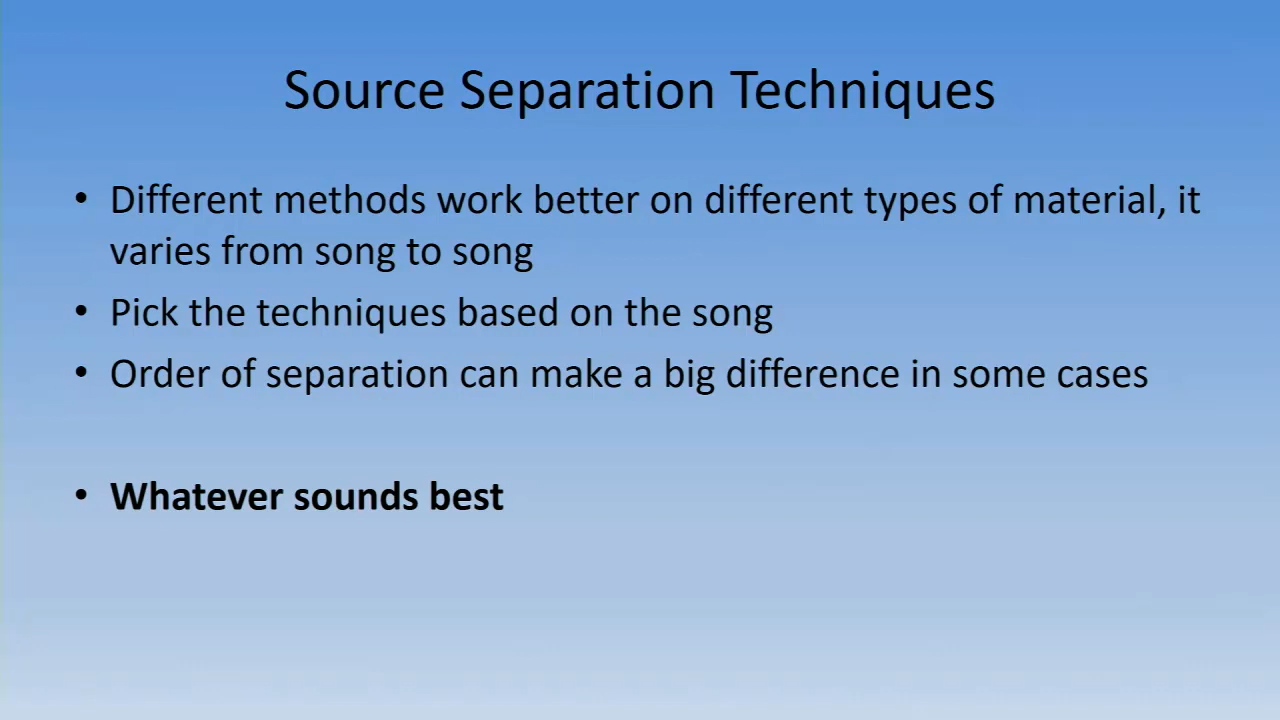 Source Separation Techniques
• Different methods work better on different types of material, it
varies from song to song
• Pick the techniques based on the song
• Order of separation can make a big difference in some cases
• Whatever sounds best